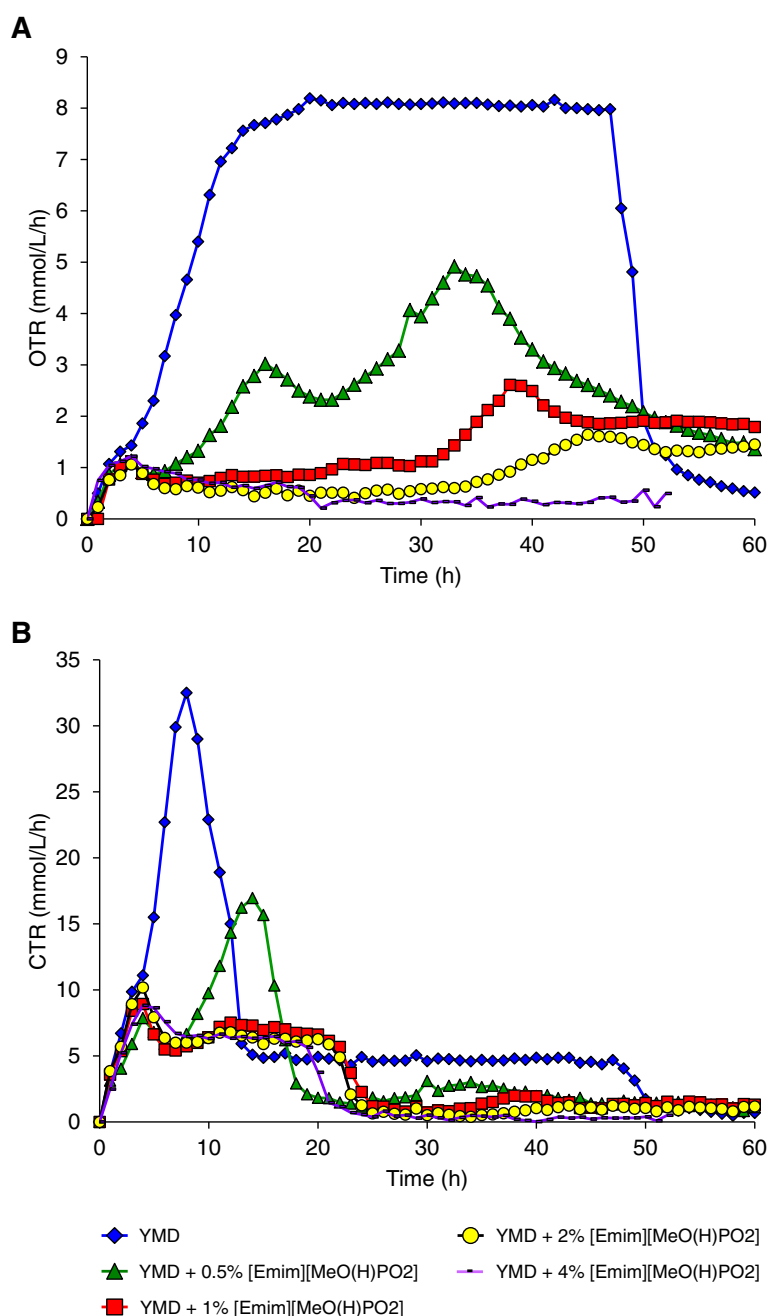 A
9
8
7
6
5
4
3
2
1
0
OTR (mmol/L/h)
0 10 20 30 40 50 60
Time (h)
B
35
30
25
20
15
10
5
0
CTR (mmol/L/h)
0 10 20 30 40 50 60
Time (h)
YMD
YMD + 0.5% [Emim][MeO(H)PO2]
YMD + 1% [Emim][MeO(H)PO2]
YMD + 2% [Emim][MeO(H)PO2]
YMD + 4% [Emim][MeO(H)PO2]